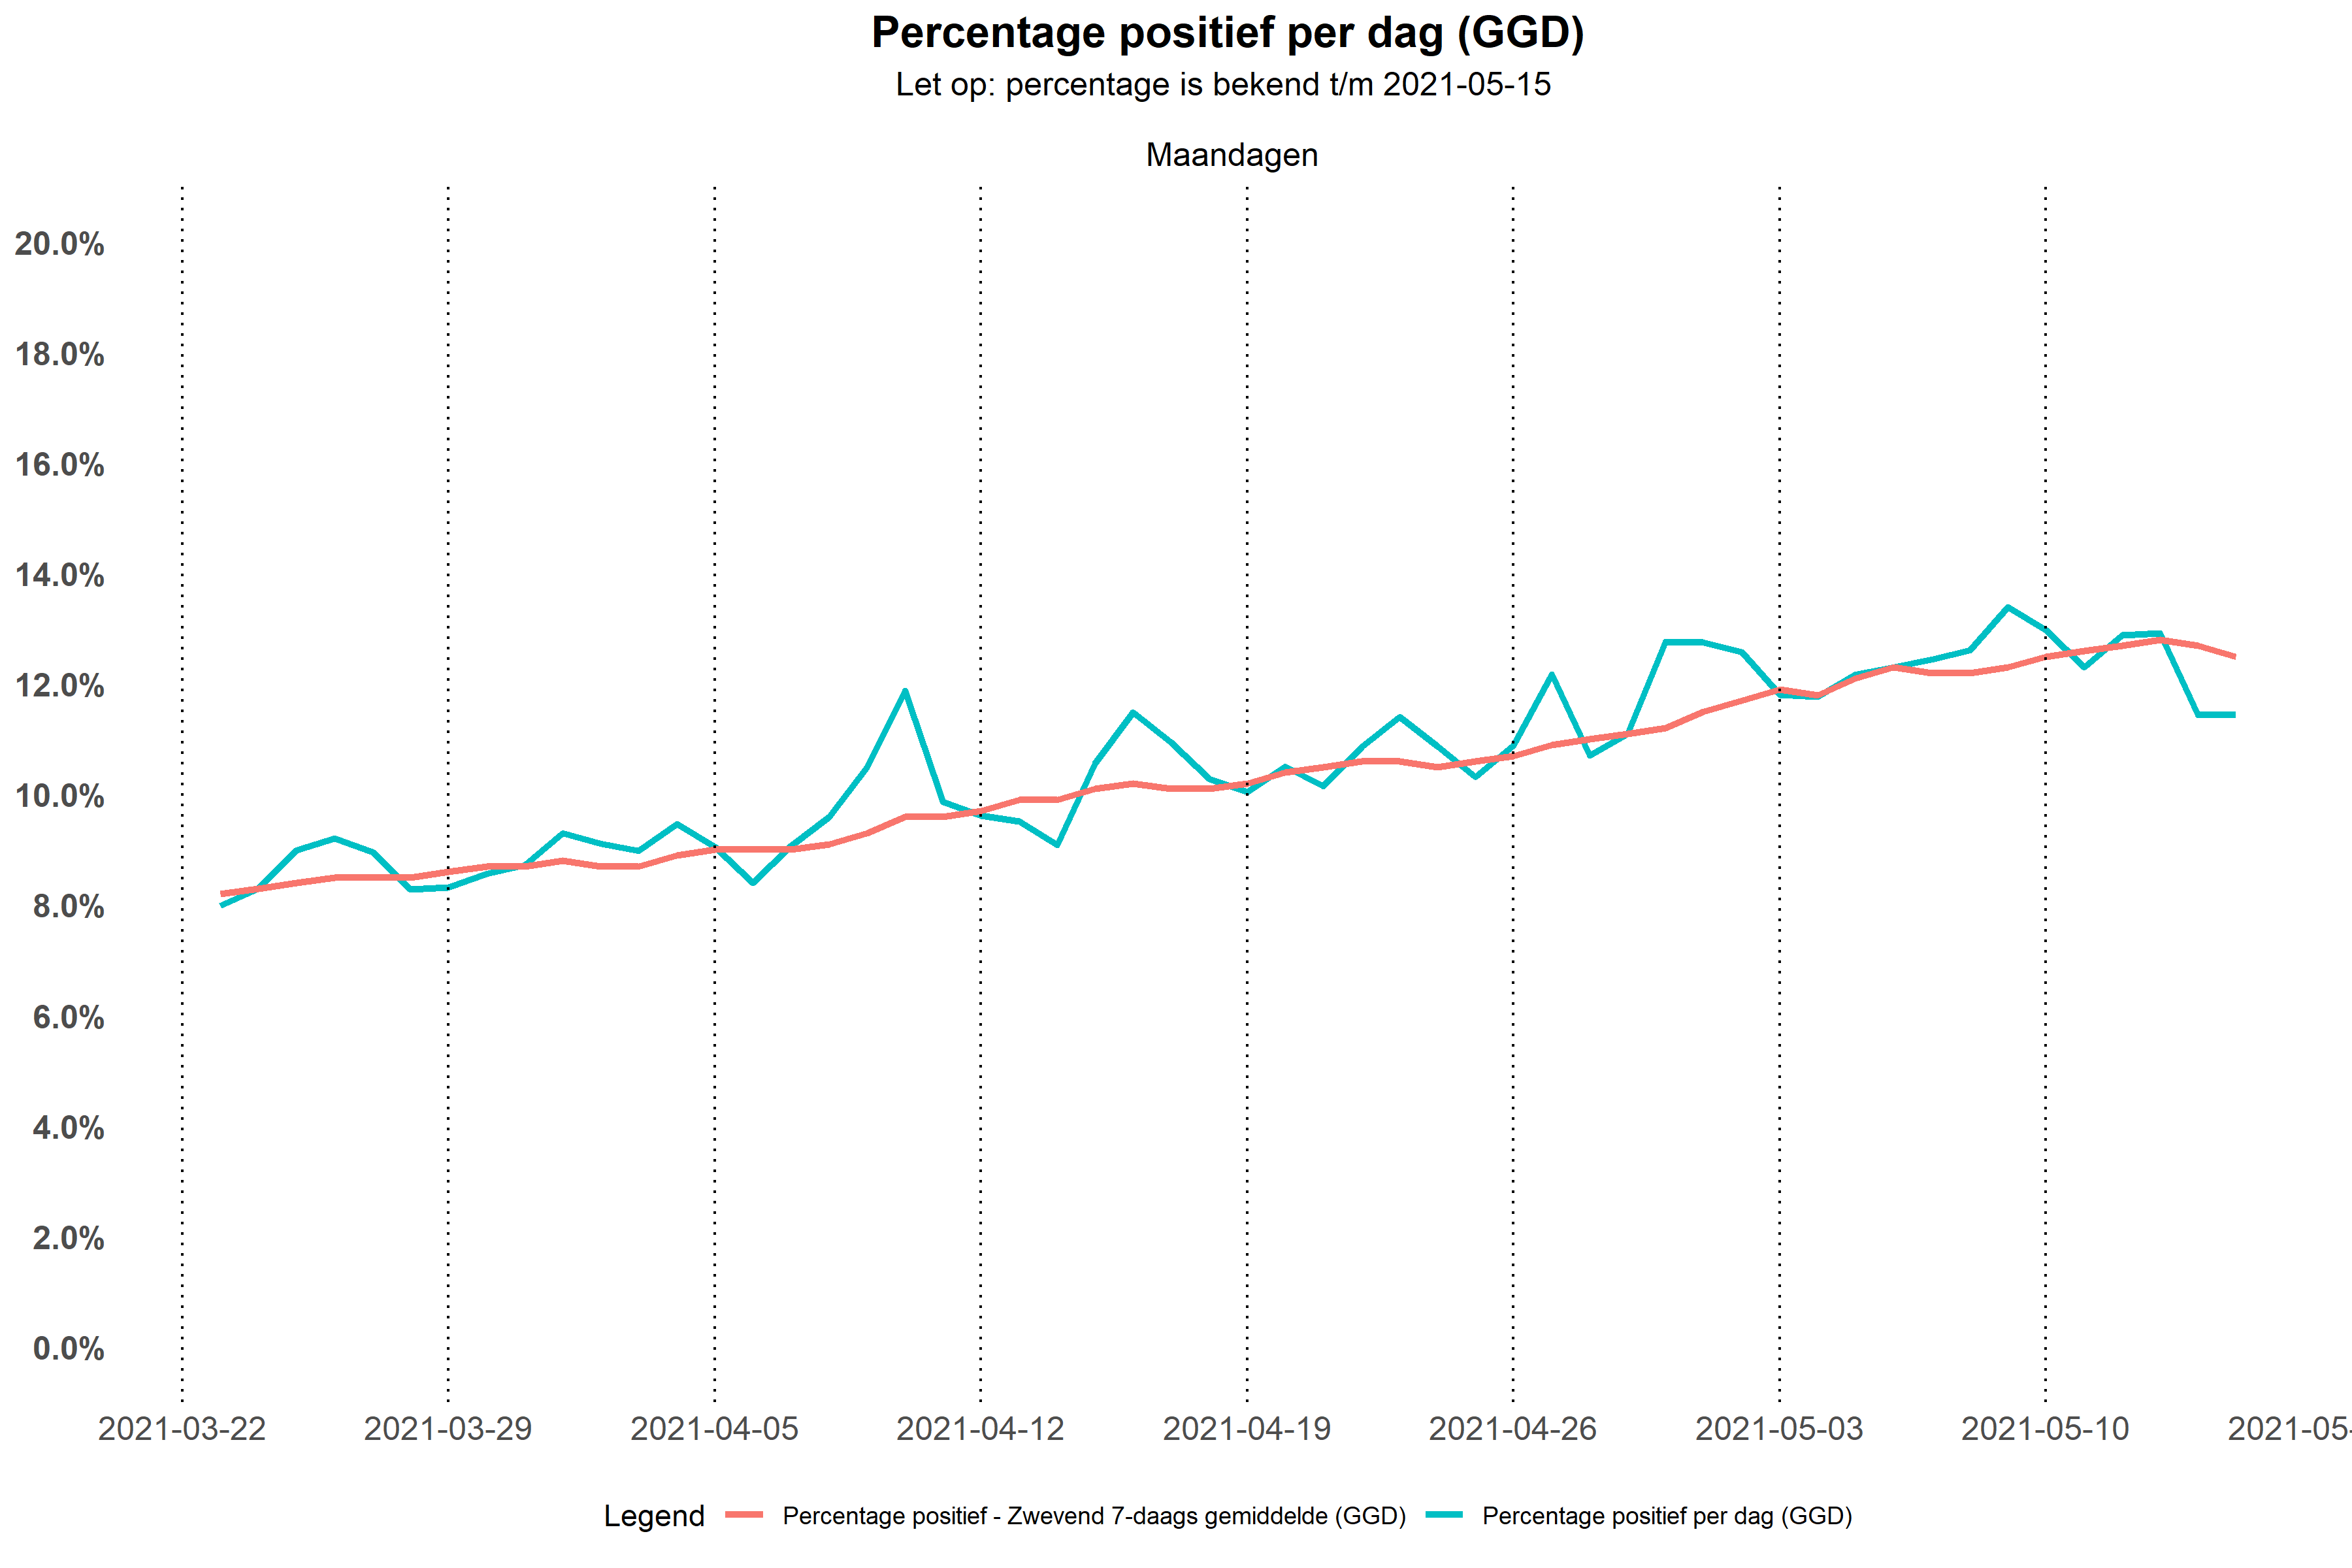 Percentage positief per dag (GGD)
Let op: percentage is bekend t/m 2021-05-15
Maandagen
20.0%
18.0%
16.0%
14.0%
12.0%
10.0%
8.0%
6.0%
4.0%
2.0%
0.0%
2021-03-22 2021-03-29 2021-04-05 2021-04-12 2021-04-19 2021-04-26 2021-05-03 2021-05-10 2021-05-
Legend Percentage positief - Zwevend 7-daags gemiddelde (GGD) Percentage positief per dag (GGD)